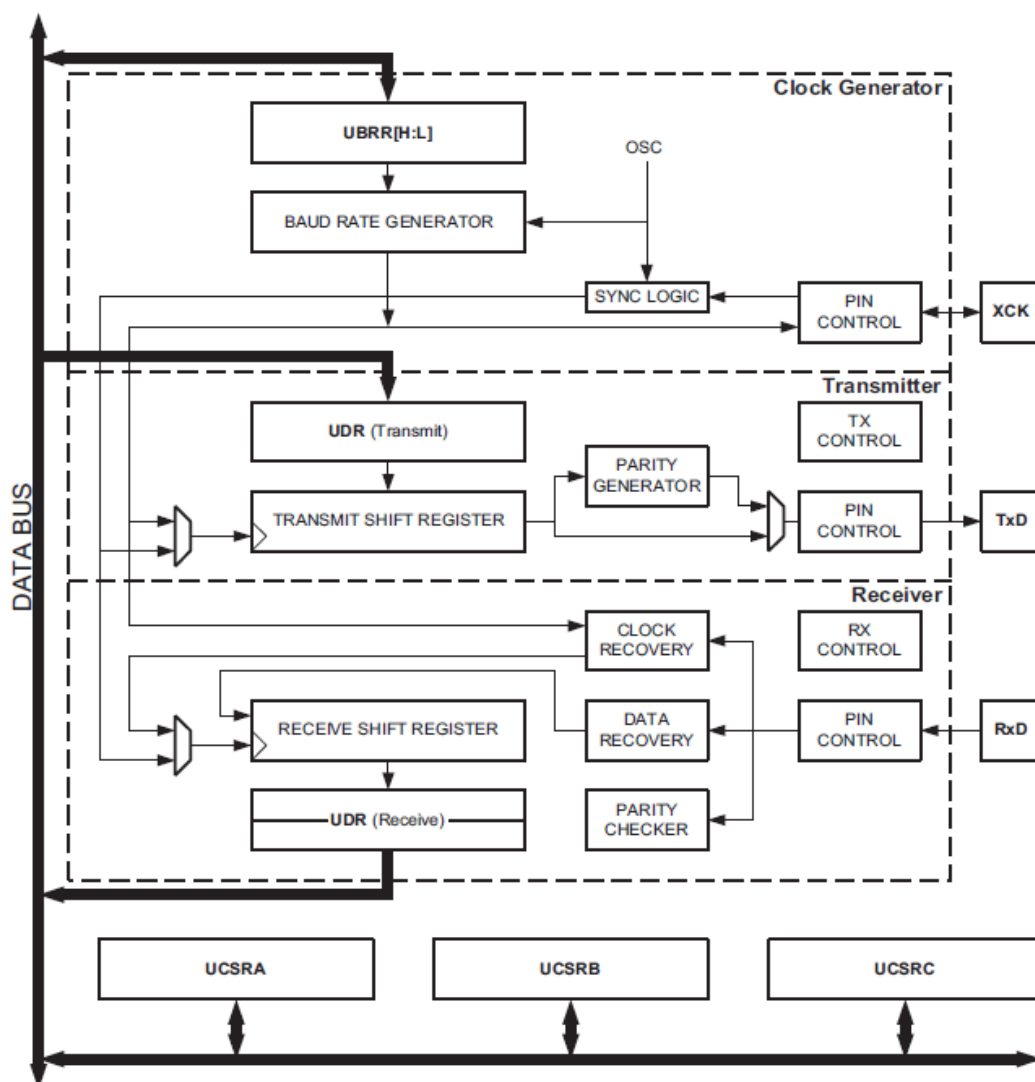 Clock Generator
UBRR[H:L]
OSC
BAUD RATE GENERATOR
SYNC LOGIC
PIN
CONTROL
XCK
Transmitter
UDR (Transmit)
TX
CONTROL
PARITY
GENERATOR
TRANSMIT SHIFT REGISTER
PIN
CONTROL
TxD
DATA BUS
Receiver
CLOCK
RECOVERY
RX
CONTROL
RECEIVE SHIFT REGISTER
DATA
RECOVERY
PIN
CONTROL
RxD
UDR (Receive)
PARITY
CHECKER
UCSRA
UCSRB
UCSRC